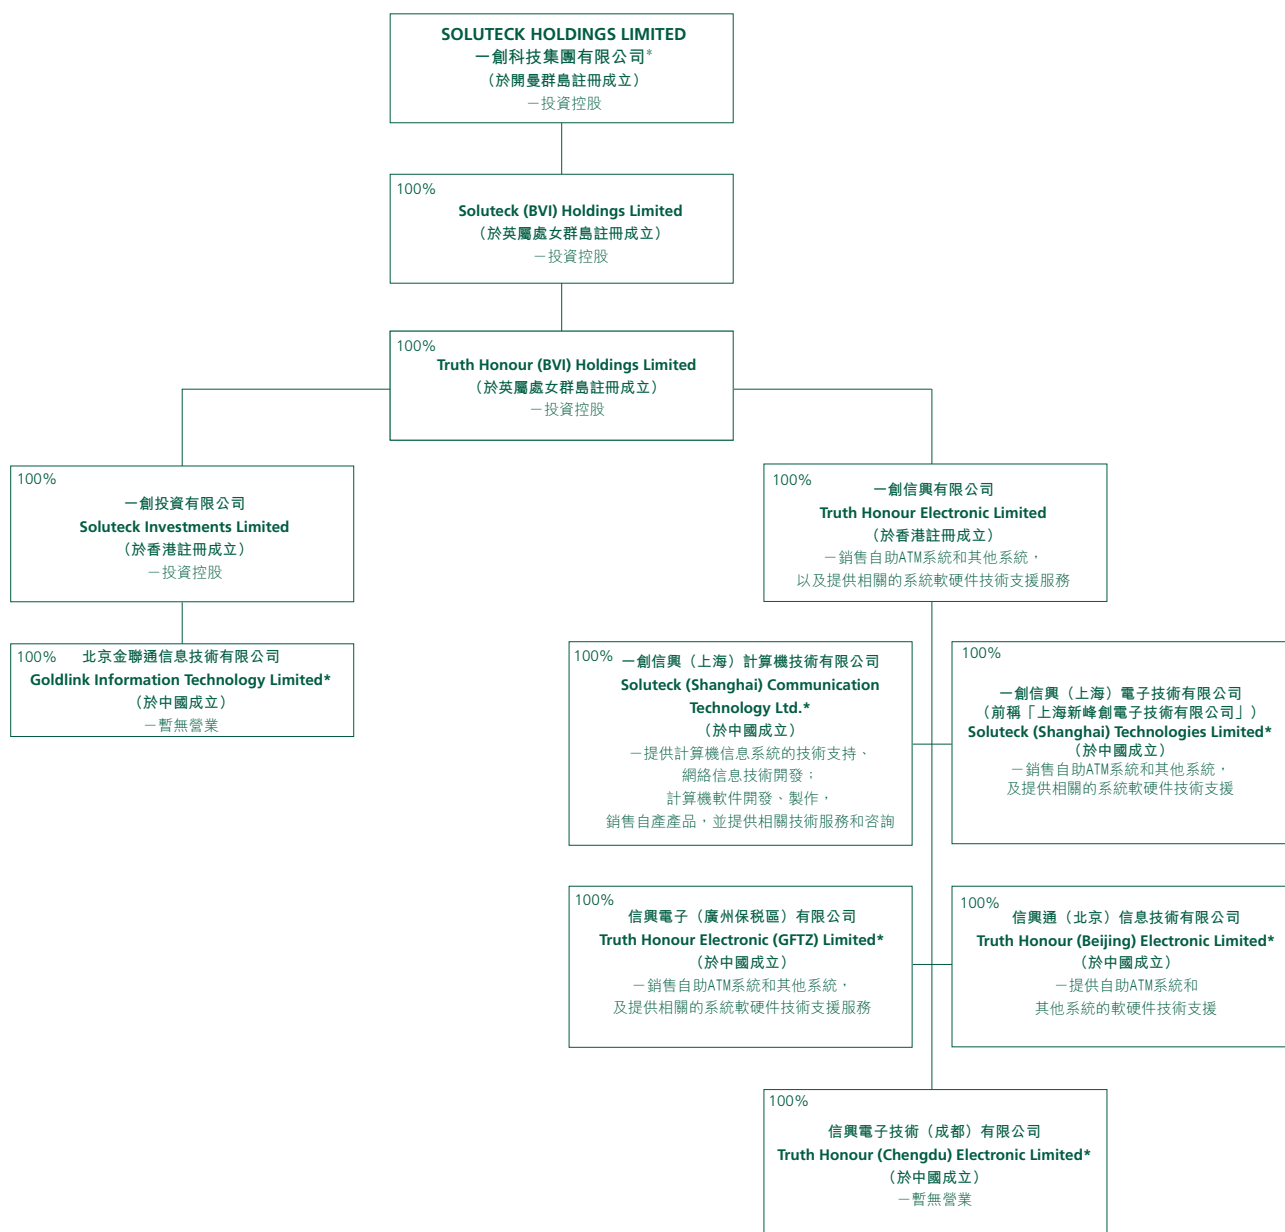 SOLUTECK HOLDINGS LIMITED
一創科技集團有限公司*
（於開曼群島註冊成立）
－投資控股
100%
Soluteck (BVI) Holdings Limited
（於英屬處女群島註冊成立）
－投資控股
100%
Truth Honour (BVI) Holdings Limited
（於英屬處女群島註冊成立）
－投資控股
100%
一創投資有限公司
Soluteck Investments Limited
（於香港註冊成立）
－投資控股
100%
一創信興有限公司
Truth Honour Electronic Limited
（於香港註冊成立）
－銷售自助ATM系統和其他系統，
以及提供相關的系統軟硬件技術支援服務
100%
北京金聯通信息技術有限公司
Goldlink Information Technology Limited*
（於中國成立）
－暫無營業
100%
一創信興（上海）計算機技術有限公司
Soluteck (Shanghai) Communication
Technology Ltd.*
（於中國成立）
－提供計算機信息系統的技術支持、
網絡信息技術開發；
計算機軟件開發、製作，
銷售自產產品，並提供相關技術服務和咨詢
100%
一創信興（上海）電子技術有限公司
（前稱「上海新峰創電子技術有限公司」）
Soluteck (Shanghai) Technologies Limited*
（於中國成立）
－銷售自助ATM系統和其他系統，
及提供相關的系統軟硬件技術支援
100%
信興電子（廣州保税區）有限公司
Truth Honour Electronic (GFTZ) Limited*
（於中國成立）
－銷售自助ATM系統和其他系統，
及提供相關的系統軟硬件技術支援服務
100%
信興通（北京）信息技術有限公司
Truth Honour (Beijing) Electronic Limited*
（於中國成立）
－提供自助ATM系統和
其他系統的軟硬件技術支援
100%
信興電子技術（成都）有限公司
Truth Honour (Chengdu) Electronic Limited*
（於中國成立）
－暫無營業